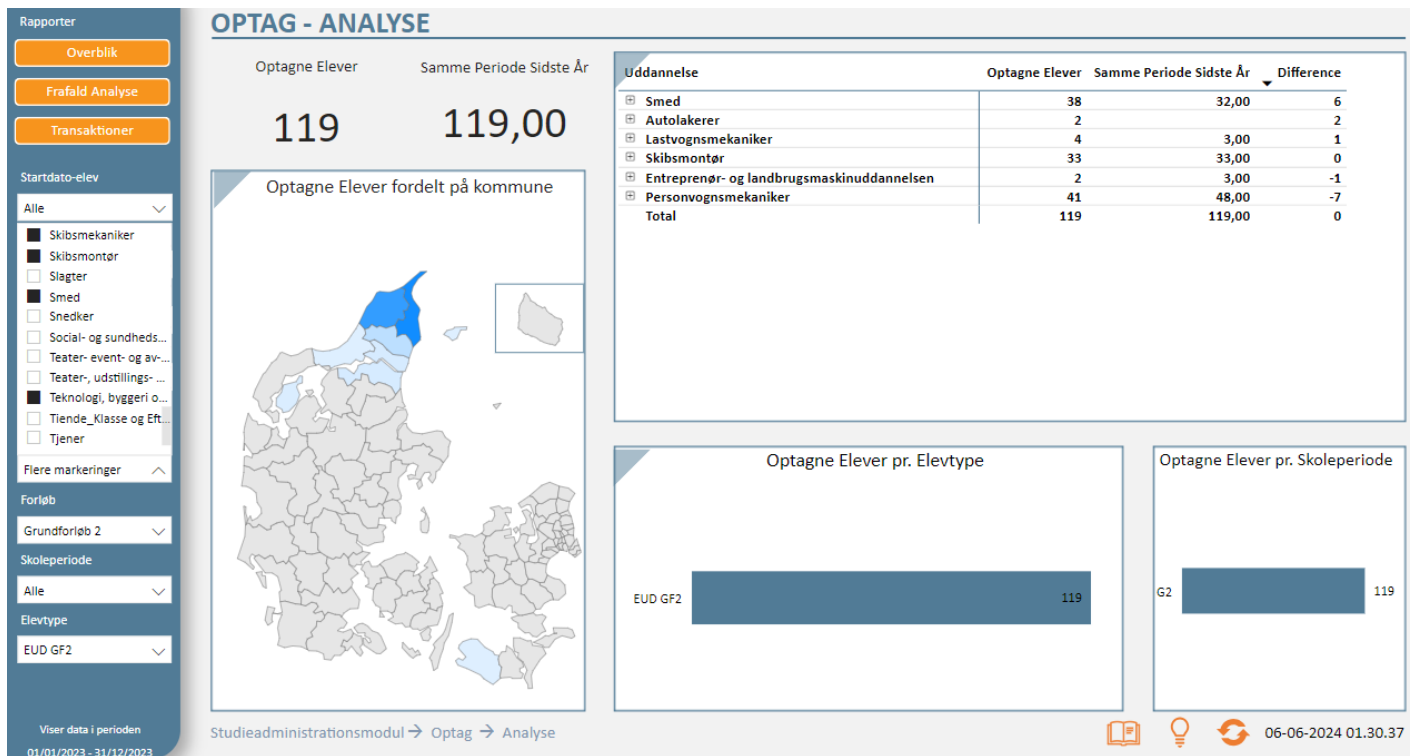 Rapporter
Overblik
Frafald Analyse
Transaktioner
Startdato-elev
Alle
Skibsmekaniker
Skibsmontør
Slagter
Smed
Snedker
Social- og sundheds...
Teater- event- og av-...
Teater-, udstillings- ...
Teknologi, byggeri o...
Tiende_Klasse og Eft...
Tjener
Flere markeringer
Forløb
Grundforløb 2
Skoleperiode
Alle
Elevtype
EUD GF2
Viser data i perioden
01/01/2023 - 31/12/2023
OPTAG - ANALYSE
Optagne Elever Samme Periode Sidste År
119 119,00
Optagne Elever fordelt på kommune
Uddannelse Optagne Elever Samme Periode Sidste År Difference
Smed 38 32,00 6
Autolakerer 2 2
Lastvognsmekaniker 4 3,00 1
Skibsmontør 33 33,00 0
Entreprenør- og landbrugsmaskinuddannelsen 2 3,00 -1
Personvognsmekaniker 41 48,00 -7
Total 119 119,00 0
Optagne Elever pr. Elevtype
EUD GF2 119
Optagne Elever pr. Skoleperiode
G2 119
Studieadministrationsmodul → Optag → Analyse
06-06-2024 01.30.37